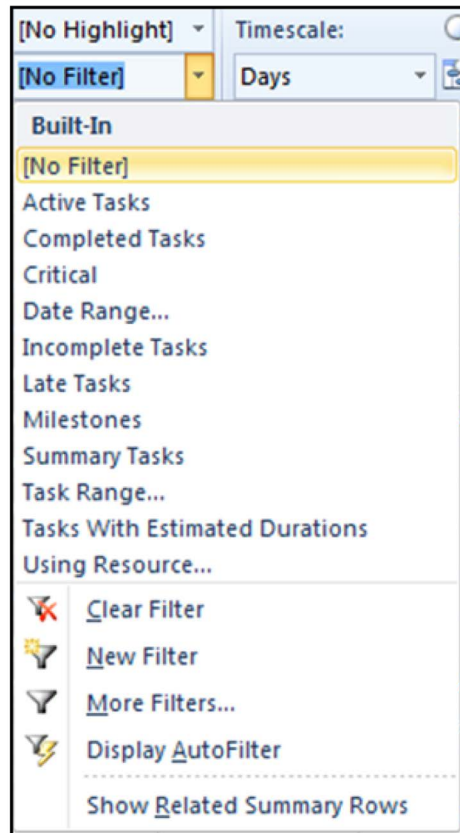 [No Highlight] Timescale:
[No Filter] Days
Built-In
[No Filter]
Active Tasks
Completed Tasks
Critical
Date Range...
Incomplete Tasks
Late Tasks
Milestones
Summary Tasks
Task Range...
Tasks With Estimated Durations
Using Resource...
Clear Filter
New Filter
More Filters...
Display AutoFilter
Show Related Summary Rows